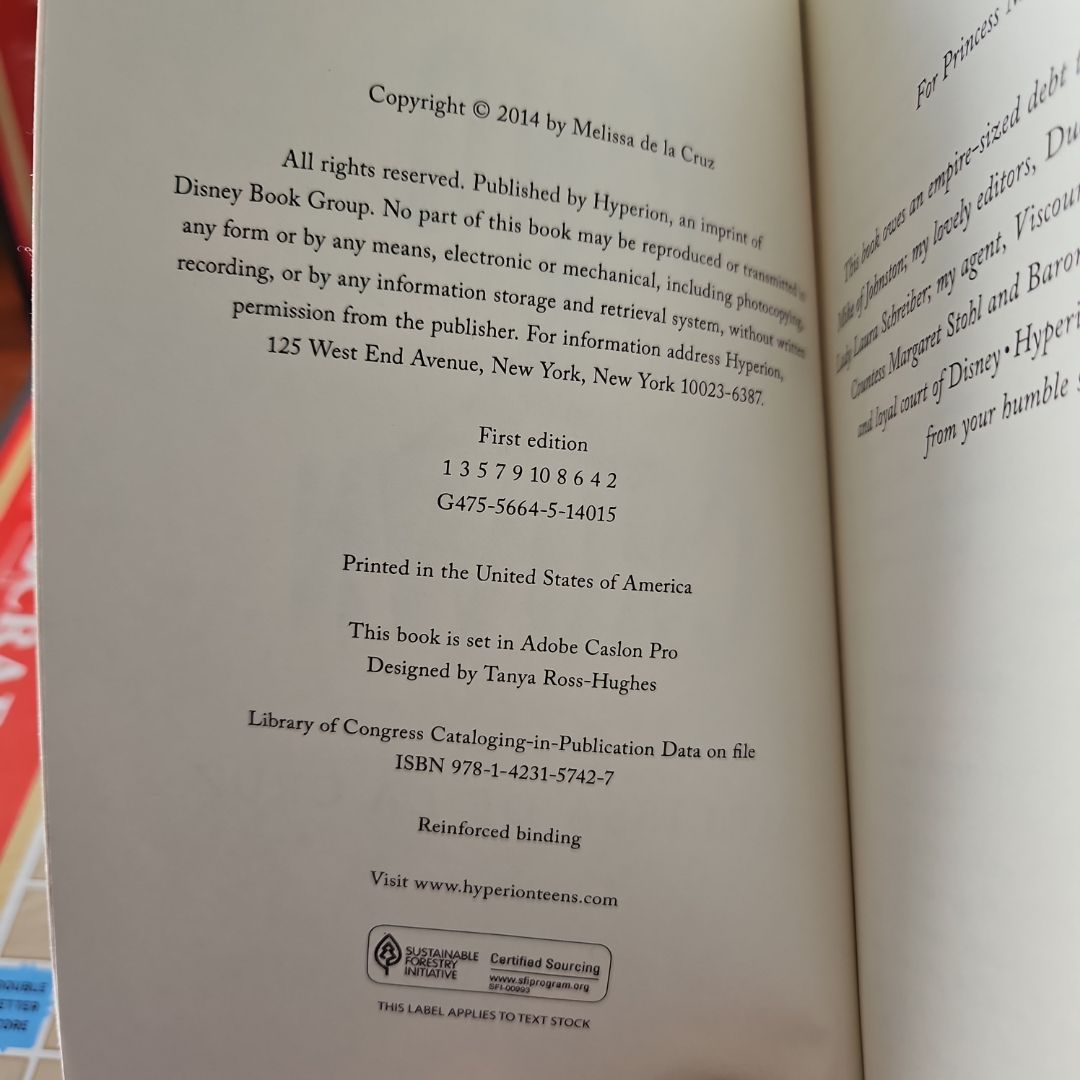 Copyright © 2014 by Melissa de la Cruz
All rights reserved. Published by Hyperion, an imprint of
Disney Book Group. No part of this book may be reproduced or transmitted in
any form or by any means, electronic or mechanical, including photocopying,
recording, or by any information storage and retrieval system, without written
permission from the publisher. For information address Hyperion,
125 West End Avenue, New York, New York 10023-6387.
First edition
1 3 5 7 9 10 8 6 4 2
G475-5664-5-14015
Printed in the United States of America
This book is set in Adobe Caslon Pro
Designed by Tanya Ross-Hughes
Library of Congress Cataloging-in-Publication Data on file
ISBN 978-1-4231-5742-7
Reinforced binding
Visit www.hyperionteens.com
SUSTAINABLE
FORESTRY
INITIATIVE
Certified Sourcing
www.sfiprogram.org
SFI-00993
THIS LABEL APPLIES TO TEXT STOCK
For Princess
This book owes an empire-sized debt
Duke of Johnston; my lovely editors,
Lady Laura Schreiber; my agent,
Countess Margaret Stohl and
and loyal court of Disney • 
from your humble